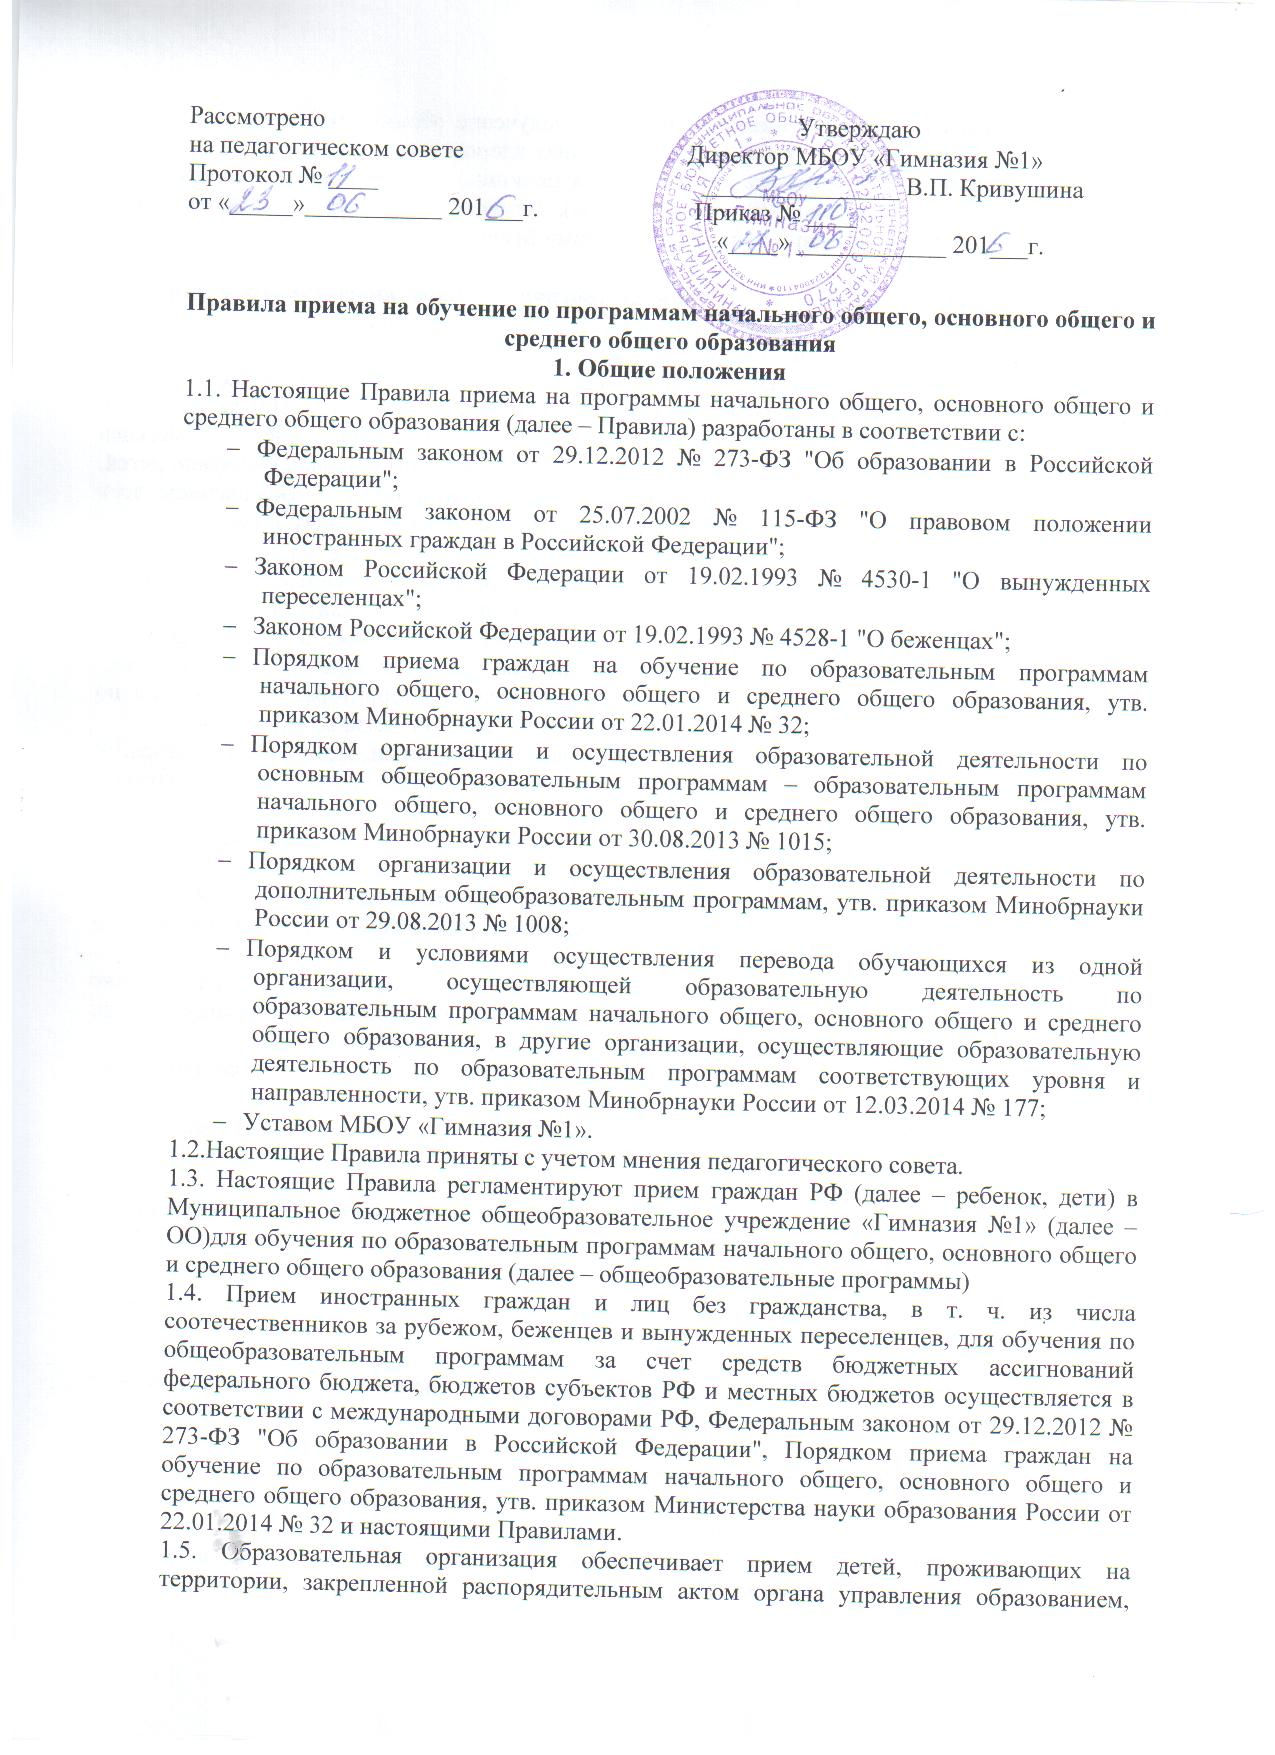 Рассмотрено
на педагогическом совете
Протокол № 11
от «23» 06 2016 г.
Утверждаю
Директор МБОУ «Гимназия №1»
В.П. Кривушина
Приказ № 110
«27» 06 2016 г.
МБОУ
«Гимназия
№ 1»
Правила приема на обучение по программам начального общего, основного общего и
среднего общего образования
1. Общие положения
1.1. Настоящие Правила приема на программы начального общего, основного общего и
среднего общего образования (далее – Правила) разработаны в соответствии с:
– Федеральным законом от 29.12.2012 № 273-ФЗ "Об образовании в Российской
Федерации";
– Федеральным законом от 25.07.2002 № 115-ФЗ "О правовом положении
иностранных граждан в Российской Федерации";
– Законом Российской Федерации от 19.02.1993 № 4530-1 "О вынужденных
переселенцах";
– Законом Российской Федерации от 19.02.1993 № 4528-1 "О беженцах";
– Порядком приема граждан на обучение по образовательным программам
начального общего, основного общего и среднего общего образования, утв.
приказом Минобрнауки России от 22.01.2014 № 32;
– Порядком организации и осуществления образовательной деятельности по
основным общеобразовательным программам – образовательным программам
начального общего, основного общего и среднего общего образования, утв.
приказом Минобрнауки России от 30.08.2013 № 1015;
– Порядком организации и осуществления образовательной деятельности по
дополнительным общеобразовательным программам, утв. приказом Минобрнауки
России от 29.08.2013 № 1008;
– Порядком и условиями осуществления перевода обучающихся из одной
организации, осуществляющей образовательную деятельность по
образовательным программам начального общего, основного общего и среднего
общего образования, в другие организации, осуществляющие образовательную
деятельность по образовательным программам соответствующих уровня и
направленности, утв. приказом Минобрнауки России от 12.03.2014 № 177;
– Уставом МБОУ «Гимназия №1».
1.2.Настоящие Правила приняты с учетом мнения педагогического совета.
1.3. Настоящие Правила регламентируют прием граждан РФ (далее – ребенок, дети) в
Муниципальное бюджетное общеобразовательное учреждение «Гимназия №1» (далее –
ОО)для обучения по образовательным программам начального общего, основного общего
и среднего общего образования (далее – общеобразовательные программы)
1.4. Прием иностранных граждан и лиц без гражданства, в т. ч. из числа
соотечественников за рубежом, беженцев и вынужденных переселенцев, для обучения по
общеобразовательным программам за счет средств бюджетных ассигнований
федерального бюджета, бюджетов субъектов РФ и местных бюджетов осуществляется в
соответствии с международными договорами РФ, Федеральным законом от 29.12.2012 №
273-ФЗ "Об образовании в Российской Федерации", Порядком приема граждан на
обучение по образовательным программам начального общего, основного общего и
среднего общего образования, утв. приказом Министерства науки образования России от
22.01.2014 № 32 и настоящими Правилами.
1.5. Образовательная организация обеспечивает прием детей, проживающих на
территории, закрепленной распорядительным актом органа управления образованием,